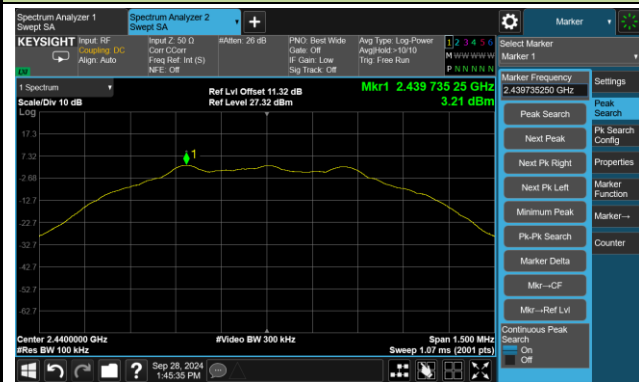 Spectrum Analyzer 1
Swept SA
Spectrum Analyzer 2
Swept SA
Marker
KEYSIGHT
Input: RF
Coupling: DC
Align: Auto
Input Z: 50 Ω
Corr CCorr
Freq Ref: Int (S)
NFE: Off
#Atten: 26 dB
PNO: Best Wide
Gate: Off
IF Gain: Low
Sig Track: Off
Avg Type: Log-Power
Avg|Hold:>10/10
Trig: Free Run
1 2 3 4 5 6
M W W W W W
P N N N N N
LVI
Select Marker
Marker 1
1 Spectrum
Scale/Div 10 dB
Log
Ref Lvl Offset 11.32 dB
Ref Level 27.32 dBm
Mkr1 2.439 735 25 GHz
3.21 dBm
17.3
7.32
-2.68
-12.7
-22.7
-32.7
-42.7
-52.7
-62.7
1
Center 2.4400000 GHz
#Res BW 100 kHz
#Video BW 300 kHz
Span 1.500 MHz
Sweep 1.07 ms (2001 pts)
Marker Frequency
2.439735250 GHz
Peak Search
Next Peak
Next Pk Right
Next Pk Left
Minimum Peak
Pk-Pk Search
Marker Delta
Mkr→CF
Mkr→Ref Lvl
Continuous Peak
Search
On
Off
Settings
Peak
Search
Pk Search
Config
Properties
Marker
Function
Marker→
Counter
Sep 28, 2024
1:45:35 PM